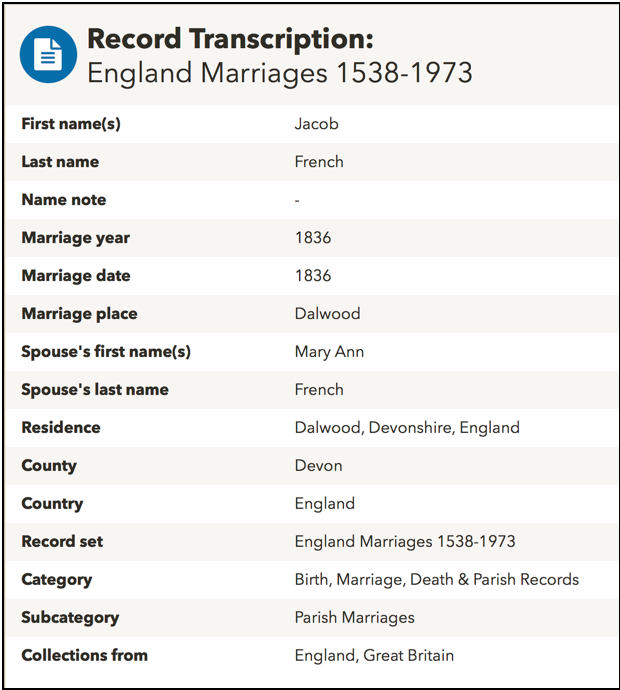 Record Transcription:
England Marriages 1538-1973
First name(s) Jacob
Last name French
Name note -
Marriage year 1836
Marriage date 1836
Marriage place Dalwood
Spouse's first name(s) Mary Ann
Spouse's last name French
Residence Dalwood, Devonshire, England
County Devon
Country England
Record set England Marriages 1538-1973
Category Birth, Marriage, Death & Parish Records
Subcategory Parish Marriages
Collections from England, Great Britain